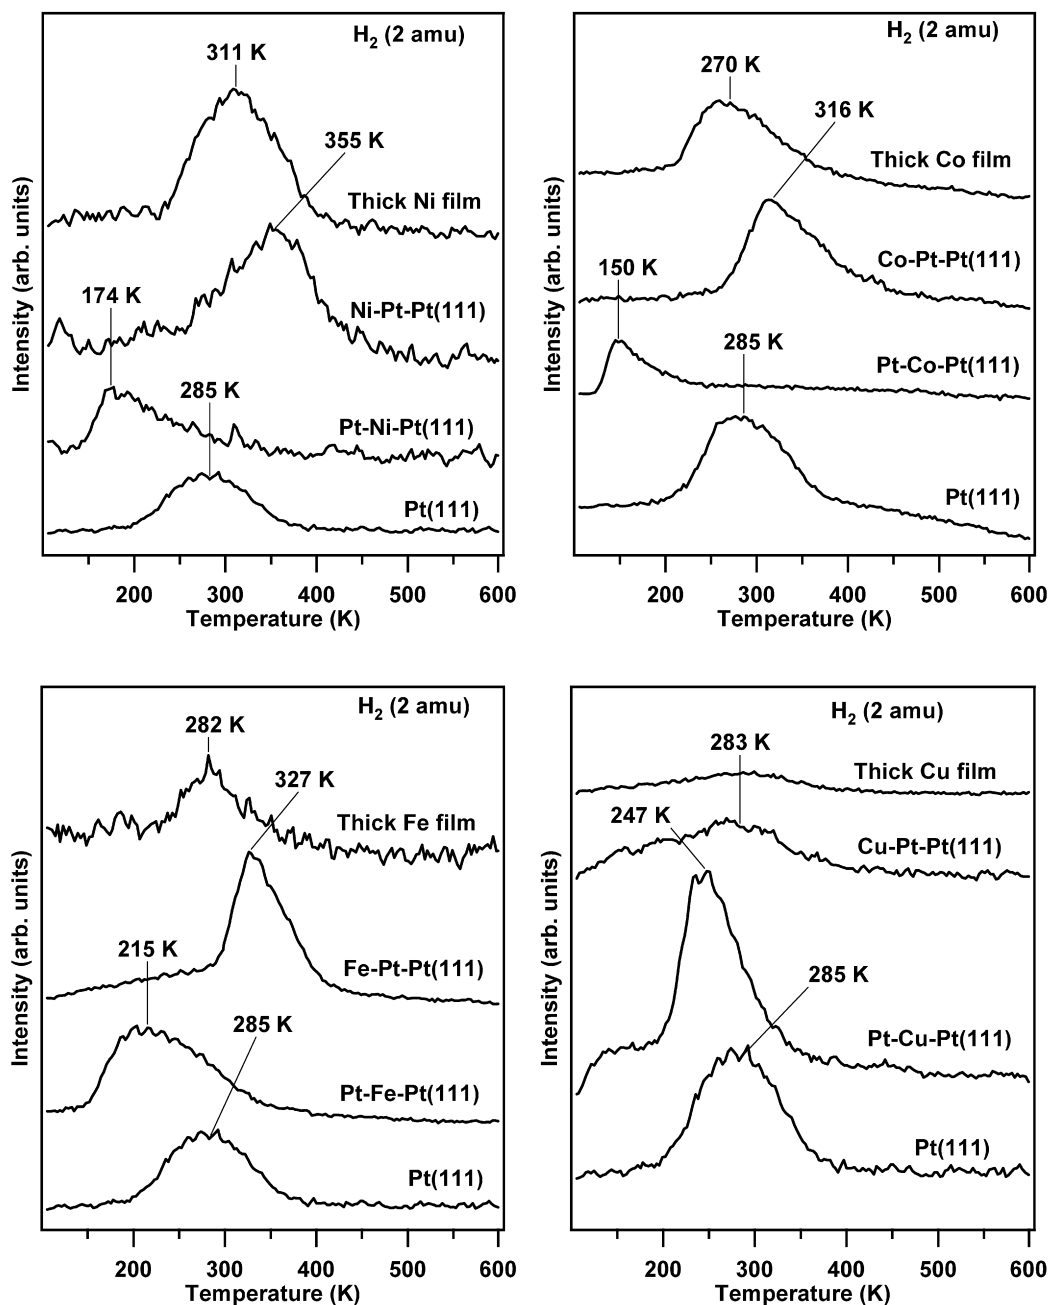 H2 (2 amu)
311 K
355 K
Thick Ni film
174 K
Ni-Pt-Pt(111)
285 K
Pt-Ni-Pt(111)
Pt(111)
Intensity (arb. units)
200 300 400 500 600
Temperature (K)
H2 (2 amu)
270 K
316 K
Thick Co film
150 K
Co-Pt-Pt(111)
285 K
Pt-Co-Pt(111)
Pt(111)
Intensity (arb. units)
200 300 400 500 600
Temperature (K)
H2 (2 amu)
282 K
327 K
Thick Fe film
215 K
Fe-Pt-Pt(111)
285 K
Pt-Fe-Pt(111)
Pt(111)
Intensity (arb. units)
200 300 400 500 600
Temperature (K)
H2 (2 amu)
283 K
Thick Cu film
247 K
Cu-Pt-Pt(111)
285 K
Pt-Cu-Pt(111)
Pt(111)
Intensity (arb. units)
200 300 400 500 600
Temperature (K)